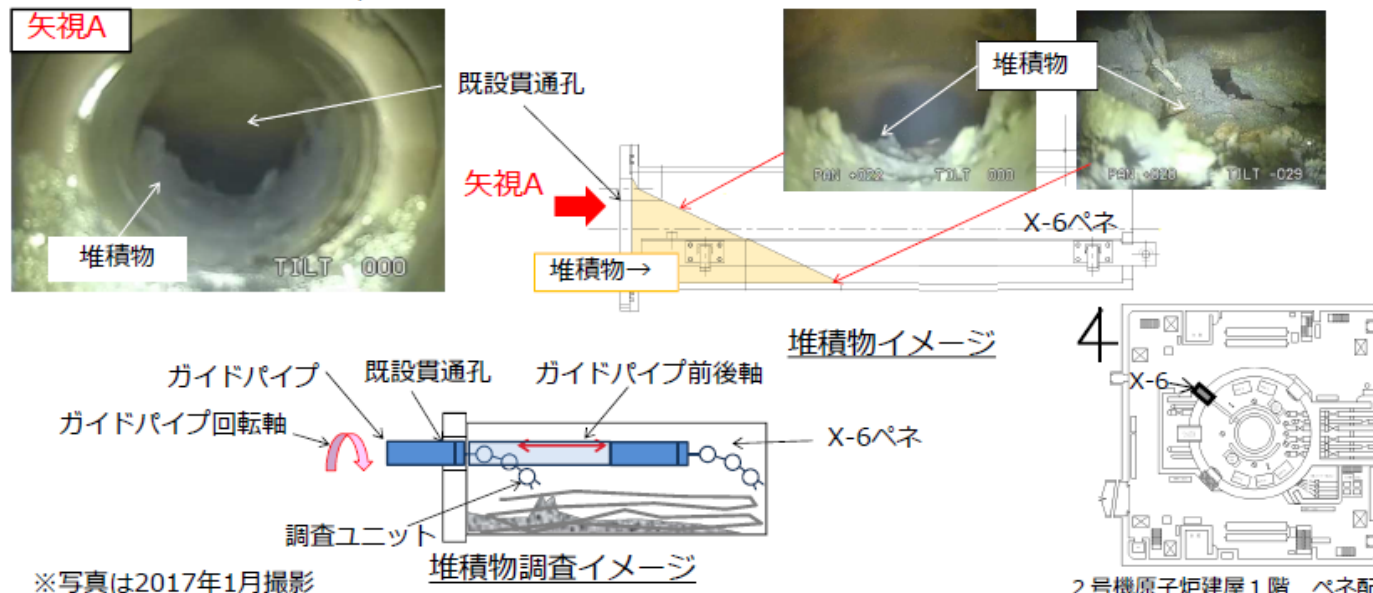 矢視A
既設貫通孔
堆積物
TILT 000
堆積物
PAN +022 TILT 000
PAN +028 TILT -029
矢視A
X-6ペネ
堆積物→
堆積物イメージ
ガイドパイプ
既設貫通孔
ガイドパイプ前後軸
ガイドパイプ回転軸
X-6ペネ
調査ユニット
堆積物調査イメージ
※写真は2017年1月撮影
X-6
2号機原子炉建屋1階 ペネ配